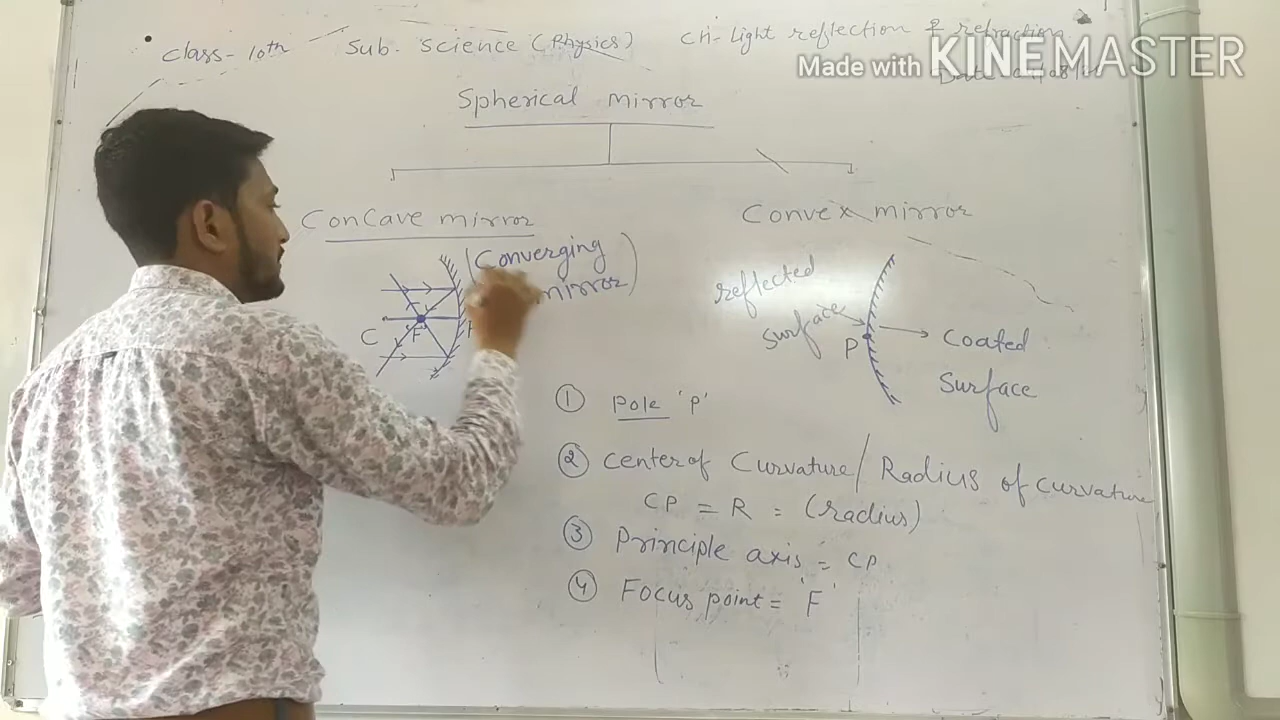 Class-10th Sub. Science (Physics) CH-Light reflection & refraction
Made with KINEMASTER
Date
Spherical mirror
Concave mirror
Convex mirror
(Converging
mirror)
C F P
reflected
surface
P
Coated
Surface
① Pole 'P'
② Center of Curvature / Radius of Curvature
CP = R = (radius)
③ Principle axis = CP
④ Focus point = 'F'